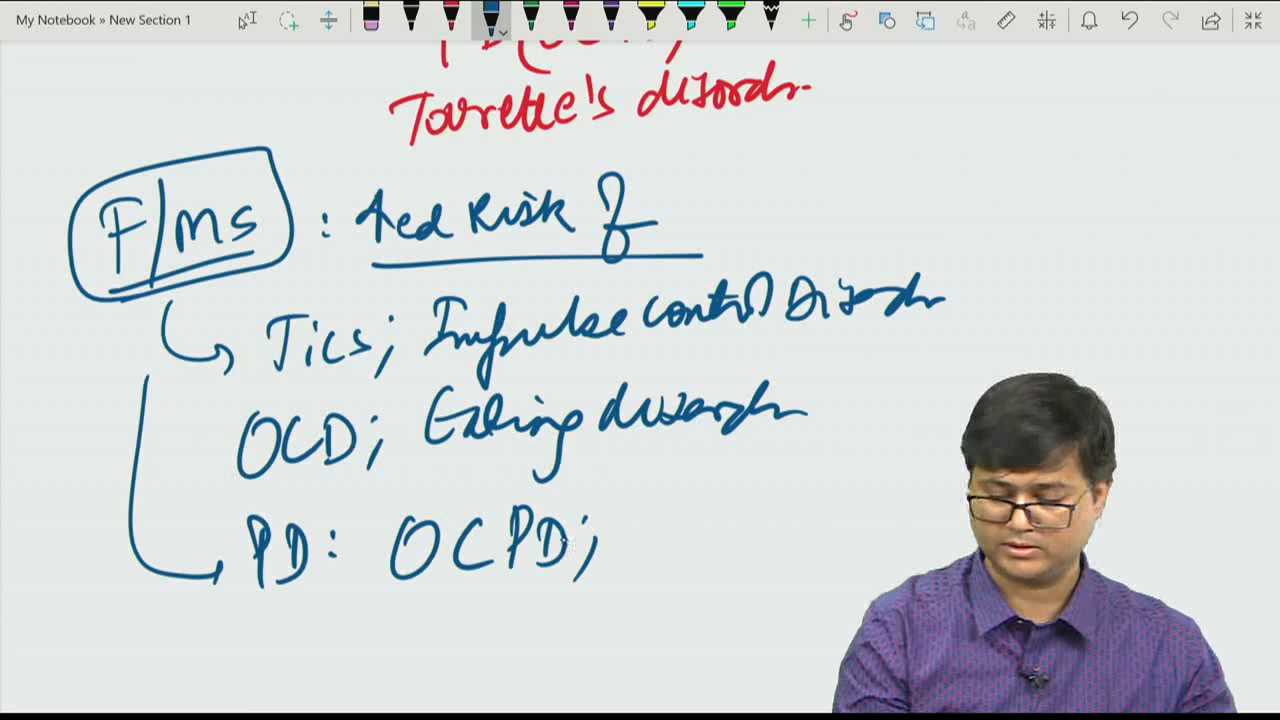 My Notebook » New Section 1
Tourette's disorder
F/ms : ↑ed Risk of
Tics; Impulse control Disorder
OCD; Eating disorder
PD: OCPD;